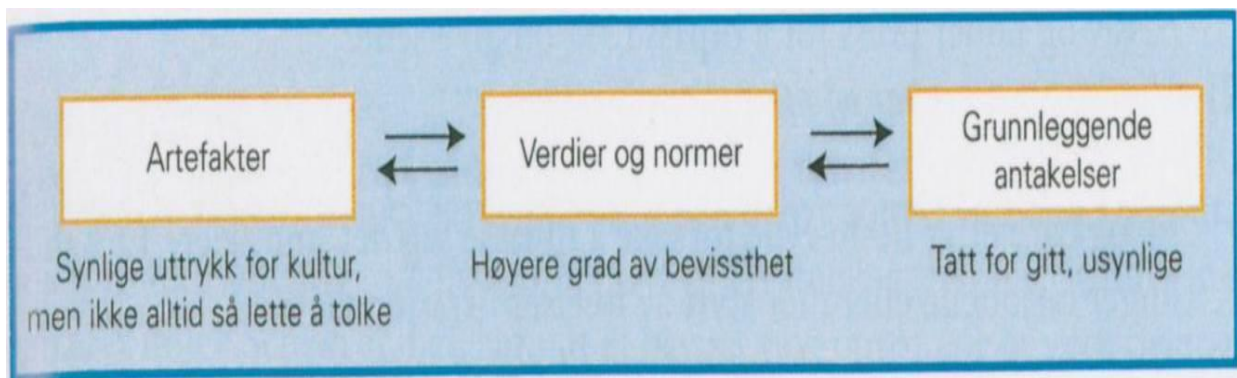 Artefakter
Synlige uttrykk for kultur,
men ikke alltid så lette å tolke
Verdier og normer
Høyere grad av bevissthet
Grunnleggende
antakelser
Tatt for gitt, usynlige